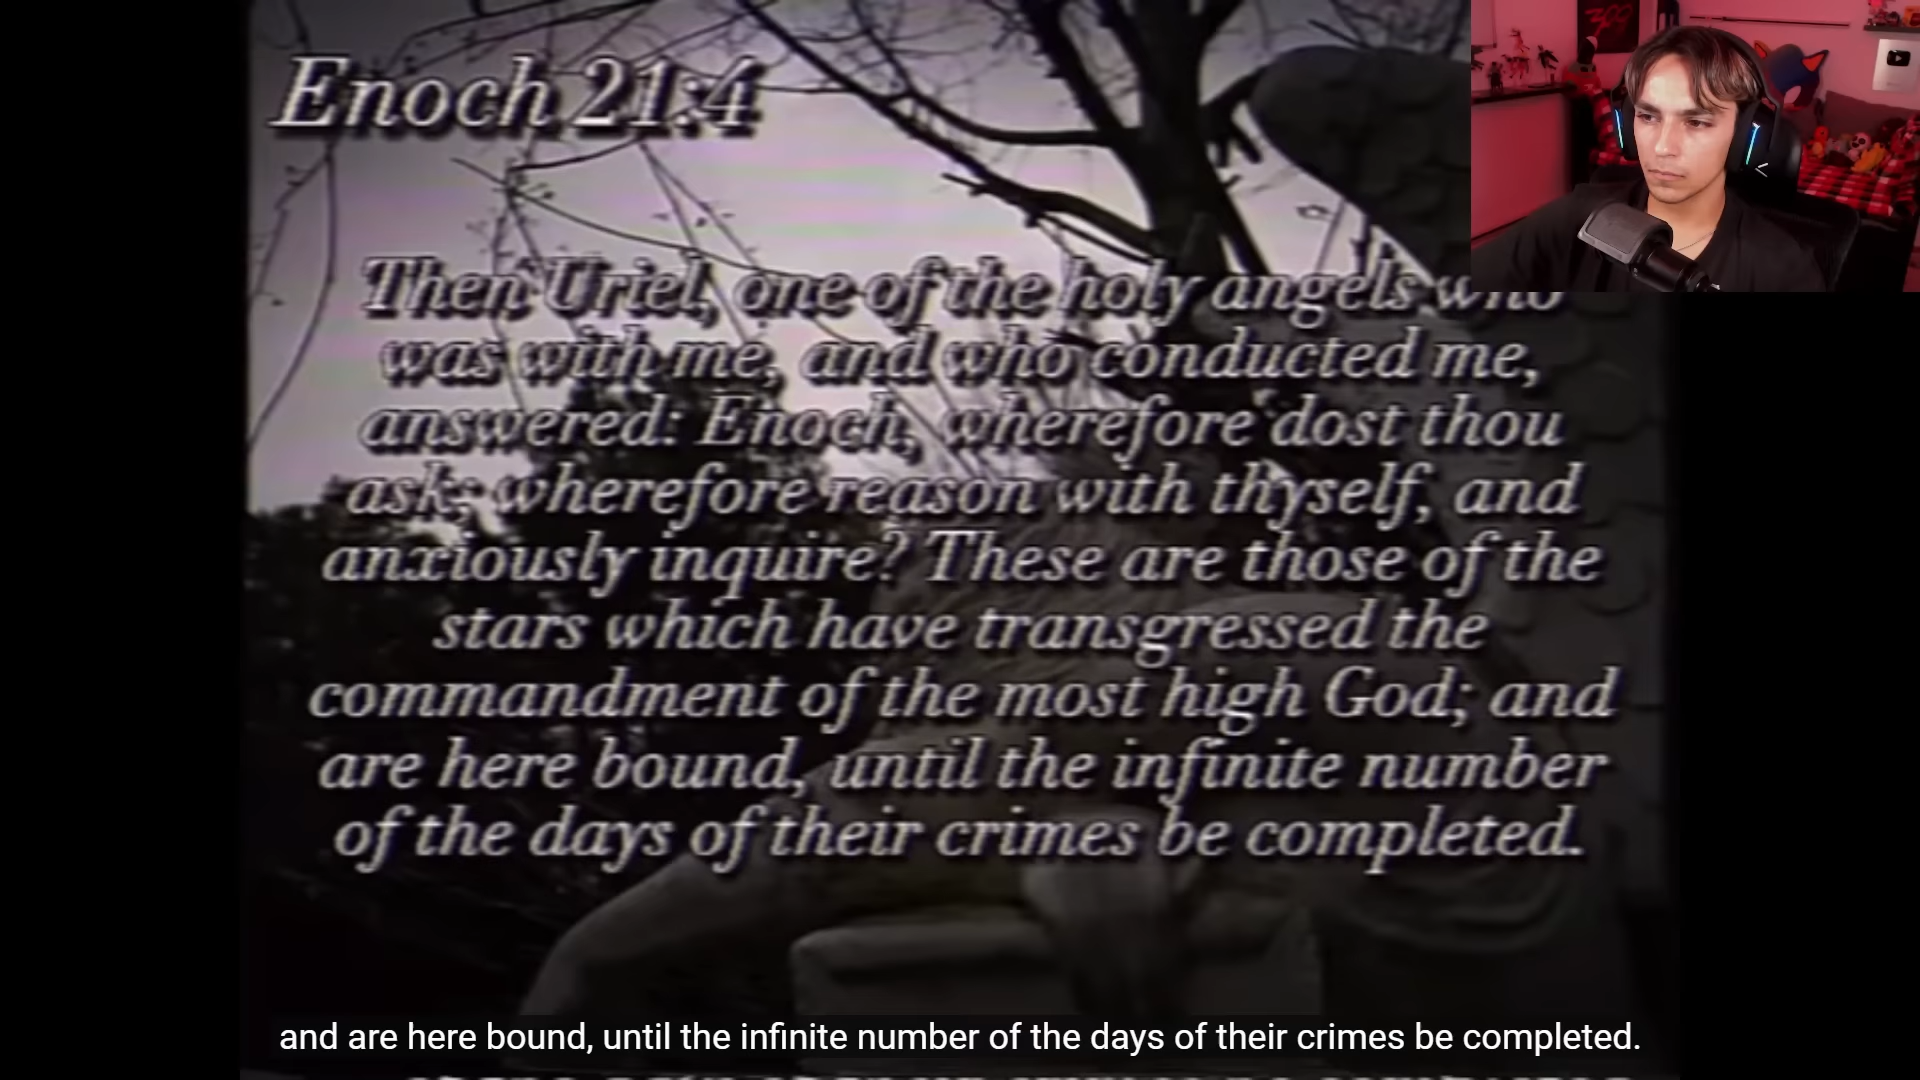 Enoch 21:4
Then Uriel, one of the holy angels who
was with me, and who conducted me,
answered: Enoch, wherefore dost thou
ask; wherefore reason with thyself, and
anxiously inquire? These are those of the
stars which have transgressed the
commandment of the most high God; and
are here bound, until the infinite number
of the days of their crimes be completed.
and are here bound, until the infinite number of the days of their crimes be completed.